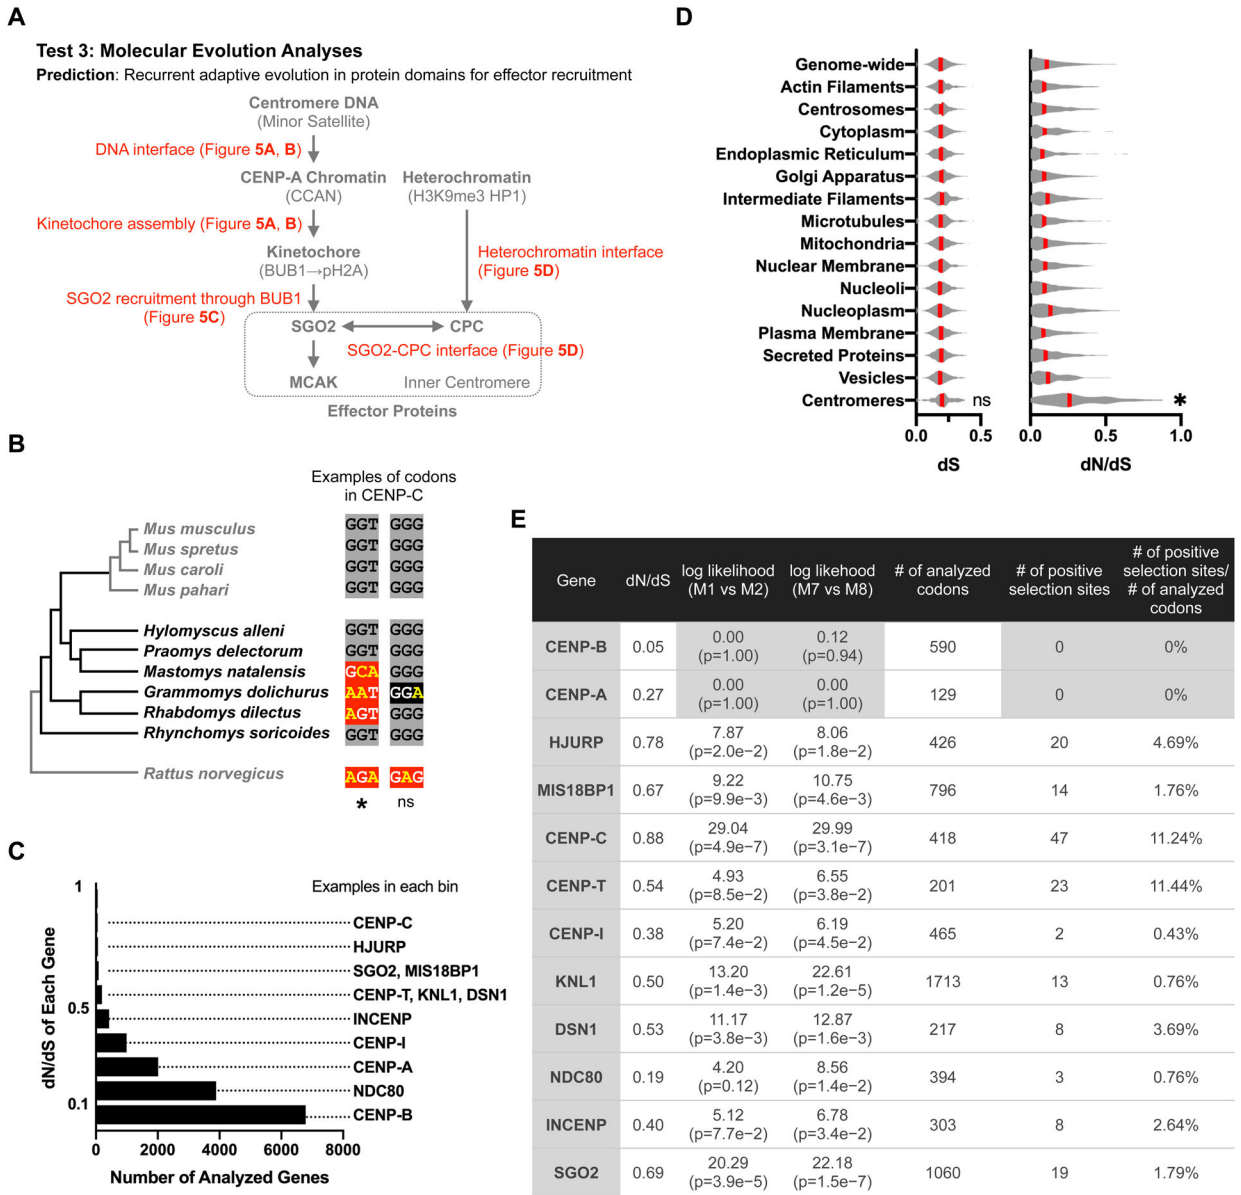 A
Test 3: Molecular Evolution Analyses
Prediction: Recurrent adaptive evolution in protein domains for effector recruitment
Centromere DNA
(Minor Satellite)
DNA interface (Figure 5A, B)
CENP-A Chromatin
(CCAN)
Heterochromatin
(H3K9me3 HP1)
Kinetochore assembly (Figure 5A, B)
Kinetochore
(BUB1→pH2A)
Heterochromatin interface
(Figure 5D)
SGO2 recruitment through BUB1
(Figure 5C)
SGO2
CPC
SGO2-CPC interface (Figure 5D)
MCAK
Inner Centromere
Effector Proteins
B
Examples of codons
in CENP-C
Mus musculus GGT GGG
Mus spretus GGT GGG
Mus caroli GGT GGG
Mus pahari GGT GGG
Hylomyscus alleni GGT GGG
Praomys delectorum GGT GGG
Mastomys natalensis GCA GGG
Grammomys dolichurus AAT GGA
Rhabdomys dilectus AGT GGG
Rhynchomys soricoides GGT GGG
Rattus norvegicus AGA GAG
* ns
C
Examples in each bin
dN/dS of Each Gene
1
0.5
0.1
CENP-C
HJURP
SGO2, MIS18BP1
CENP-T, KNL1, DSN1
INCENP
CENP-I
CENP-A
NDC80
CENP-B
0 2000 4000 6000 8000
Number of Analyzed Genes
D
Genome-wide
Actin Filaments
Centrosomes
Cytoplasm
Endoplasmic Reticulum
Golgi Apparatus
Intermediate Filaments
Microtubules
Mitochondria
Nuclear Membrane
Nucleoli
Nucleoplasm
Plasma Membrane
Secreted Proteins
Vesicles
Centromeres ns *
0.0 0.5 0.0 0.5 1.0
dS dN/dS
E
Gene dN/dS log likelihood (M1 vs M2) log likelihood (M7 vs M8) # of analyzed codons # of positive selection sites # of positive selection sites/ # of analyzed codons
CENP-B 0.05 0.00 (p=1.00) 0.12 (p=0.94) 590 0 0%
CENP-A 0.27 0.00 (p=1.00) 0.00 (p=1.00) 129 0 0%
HJURP 0.78 7.87 (p=2.0e−2) 8.06 (p=1.8e−2) 426 20 4.69%
MIS18BP1 0.67 9.22 (p=9.9e−3) 10.75 (p=4.6e−3) 796 14 1.76%
CENP-C 0.88 29.04 (p=4.9e−7) 29.99 (p=3.1e−7) 418 47 11.24%
CENP-T 0.54 4.93 (p=8.5e−2) 6.55 (p=3.8e−2) 201 23 11.44%
CENP-I 0.38 5.20 (p=7.4e−2) 6.19 (p=4.5e−2) 465 2 0.43%
KNL1 0.50 13.20 (p=1.4e−3) 22.61 (p=1.2e−5) 1713 13 0.76%
DSN1 0.53 11.17 (p=3.8e−3) 12.87 (p=1.6e−3) 217 8 3.69%
NDC80 0.19 4.20 (p=0.12) 8.56 (p=1.4e−2) 394 3 0.76%
INCENP 0.40 5.12 (p=7.7e−2) 6.78 (p=3.4e−2) 303 8 2.64%
SGO2 0.69 20.29 (p=3.9e−5) 22.18 (p=1.5e−7) 1060 19 1.79%